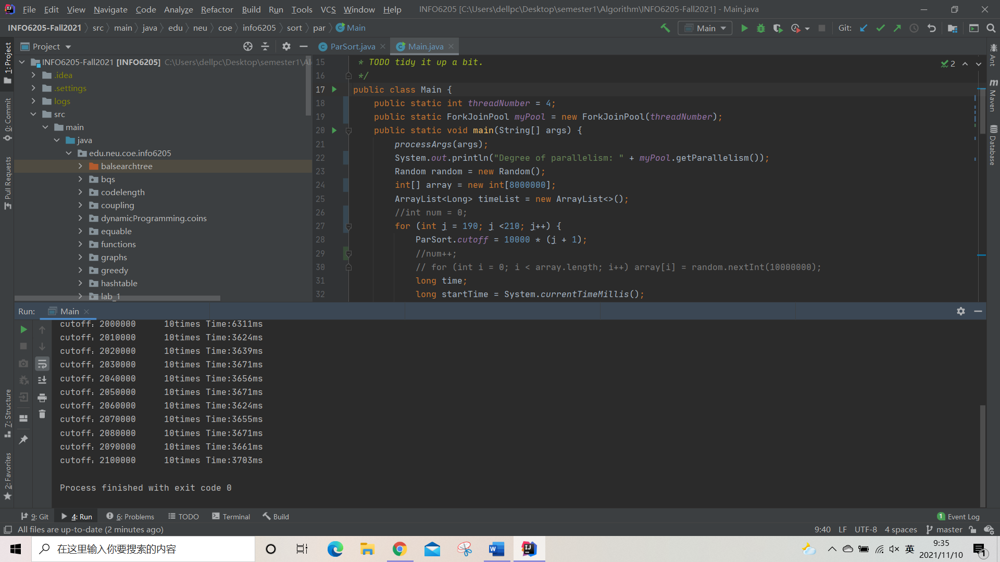 File Edit View Navigate Code Analyze Refactor Build Run Tools VCS Window Help INFO6205 [C:\Users\dellpc\Desktop\semester1\Algorithm\INFO6205-Fall2021] - Main.java
INFO6205-Fall2021 src main java edu neu coe info6205 sort par Main
Main Git:
1: Project
0: Commit
Pull Requests
7: Structure
2: Favorites
Project
INFO6205-Fall2021 [INFO6205] C:\Users\dellpc\Desktop\semester1\Al
.idea
.settings
logs
src
main
java
edu.neu.coe.info6205
balsearchtree
bqs
codelength
coupling
dynamicProgramming.coins
equable
functions
graphs
greedy
hashtable
lab_1
ParSort.java Main.java
2
15 * TODO tidy it up a bit.
16 */
17 public class Main {
18 public static int threadNumber = 4;
19 public static ForkJoinPool myPool = new ForkJoinPool(threadNumber);
20 public static void main(String[] args) {
21 processArgs(args);
22 System.out.println("Degree of parallelism: " + myPool.getParallelism());
23 Random random = new Random();
24 int[] array = new int[8000000];
25 ArrayList<Long> timeList = new ArrayList<>();
26 //int num = 0;
27 for (int j = 190; j <210; j++) {
28 ParSort.cutoff = 10000 * (j + 1);
29 //num++;
30 // for (int i = 0; i < array.length; i++) array[i] = random.nextInt(10000000);
31 long time;
32 long startTime = System.currentTimeMillis();
Ant
Maven
Database
Run: Main
cutoff：2000000 10times Time:6311ms
cutoff：2010000 10times Time:3624ms
cutoff：2020000 10times Time:3639ms
cutoff：2030000 10times Time:3671ms
cutoff：2040000 10times Time:3656ms
cutoff：2050000 10times Time:3671ms
cutoff：2060000 10times Time:3624ms
cutoff：2070000 10times Time:3655ms
cutoff：2080000 10times Time:3671ms
cutoff：2090000 10times Time:3661ms
cutoff：2100000 10times Time:3703ms
Process finished with exit code 0
9: Git 4: Run 6: Problems TODO Terminal Build 1 Event Log
All files are up-to-date (2 minutes ago) 9:40 LF UTF-8 4 spaces master
在这里输入你要搜索的内容
英
9:35
2021/11/10
1